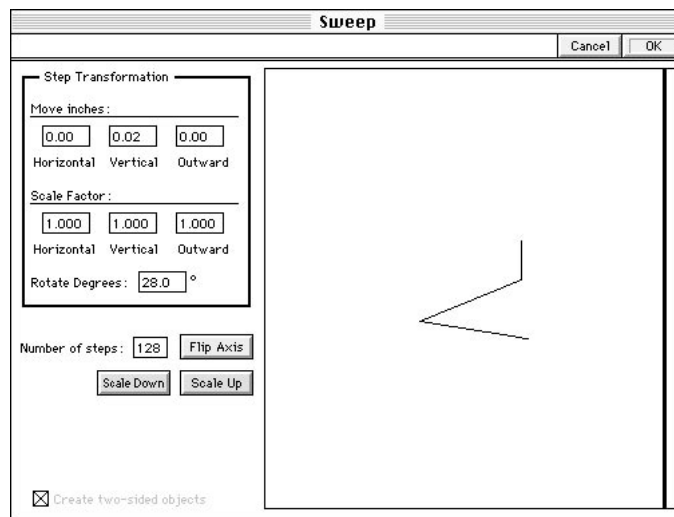 Sweep
Cancel OK
Step Transformation
Move inches:
0.00 0.02 0.00
Horizontal Vertical Outward
Scale Factor:
1.000 1.000 1.000
Horizontal Vertical Outward
Rotate Degrees: 28.0 °
Number of steps: 128 Flip Axis
Scale Down Scale Up
Create two-sided objects